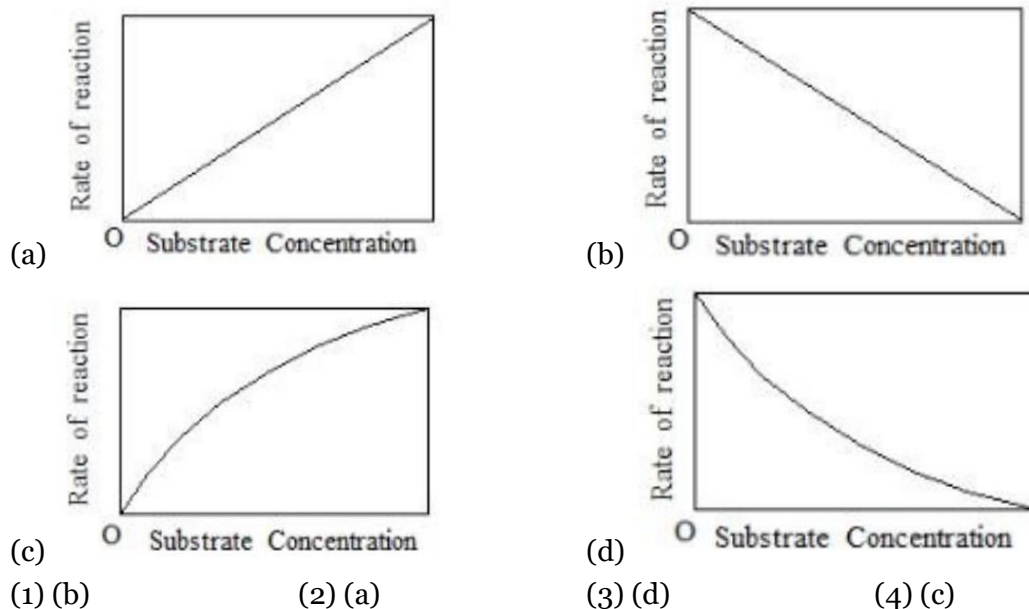 Rate of reaction
O Substrate Concentration
(a)
Rate of reaction
O Substrate Concentration
(b)
Rate of reaction
O Substrate Concentration
(c)
Rate of reaction
O Substrate Concentration
(d)
(1) (b) (2) (a) (3) (d) (4) (c)